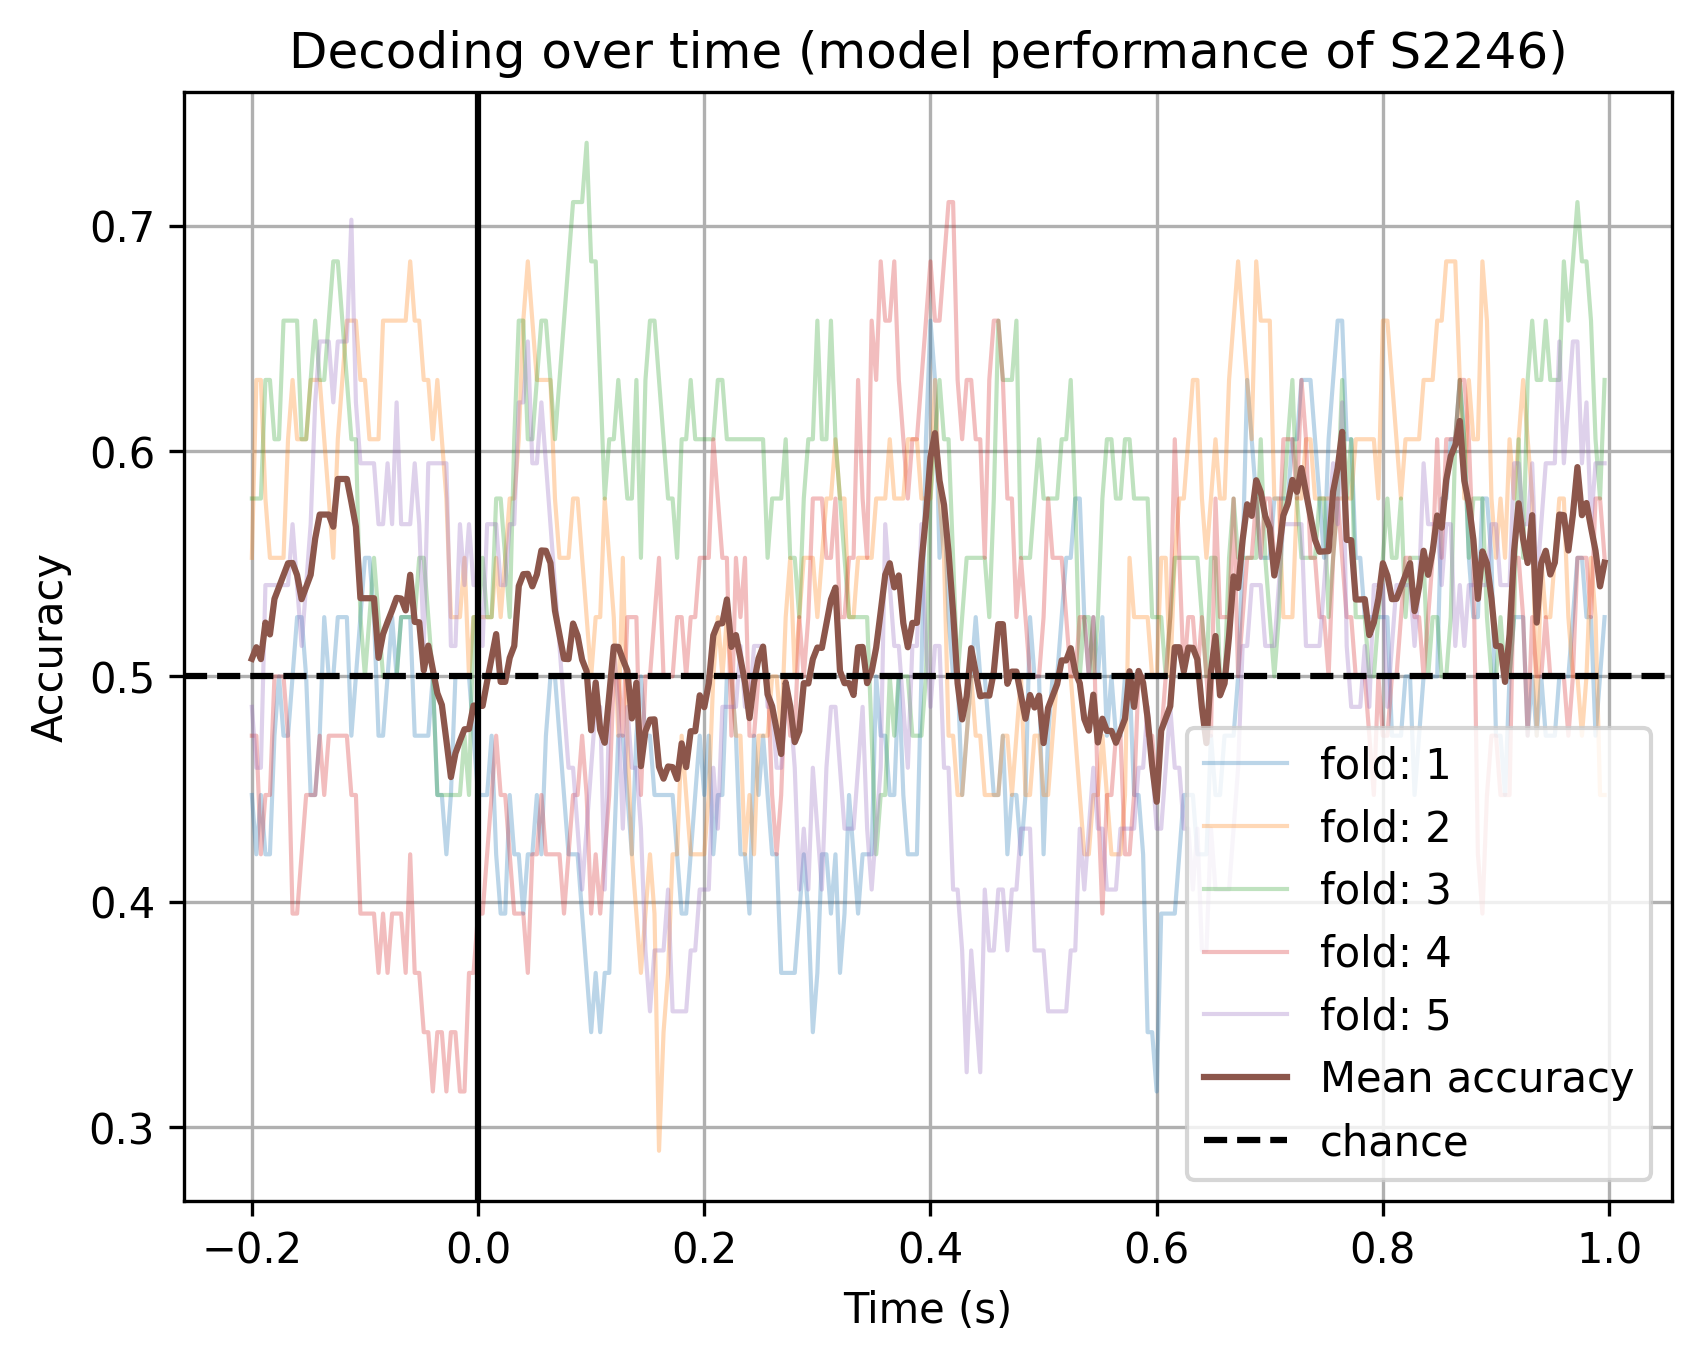 Decoding over time (model performance of S2246)
Accuracy
0.7
0.6
0.5
0.4
0.3
fold: 1
fold: 2
fold: 3
fold: 4
fold: 5
Mean accuracy
chance
−0.2 0.0 0.2 0.4 0.6 0.8 1.0
Time (s)